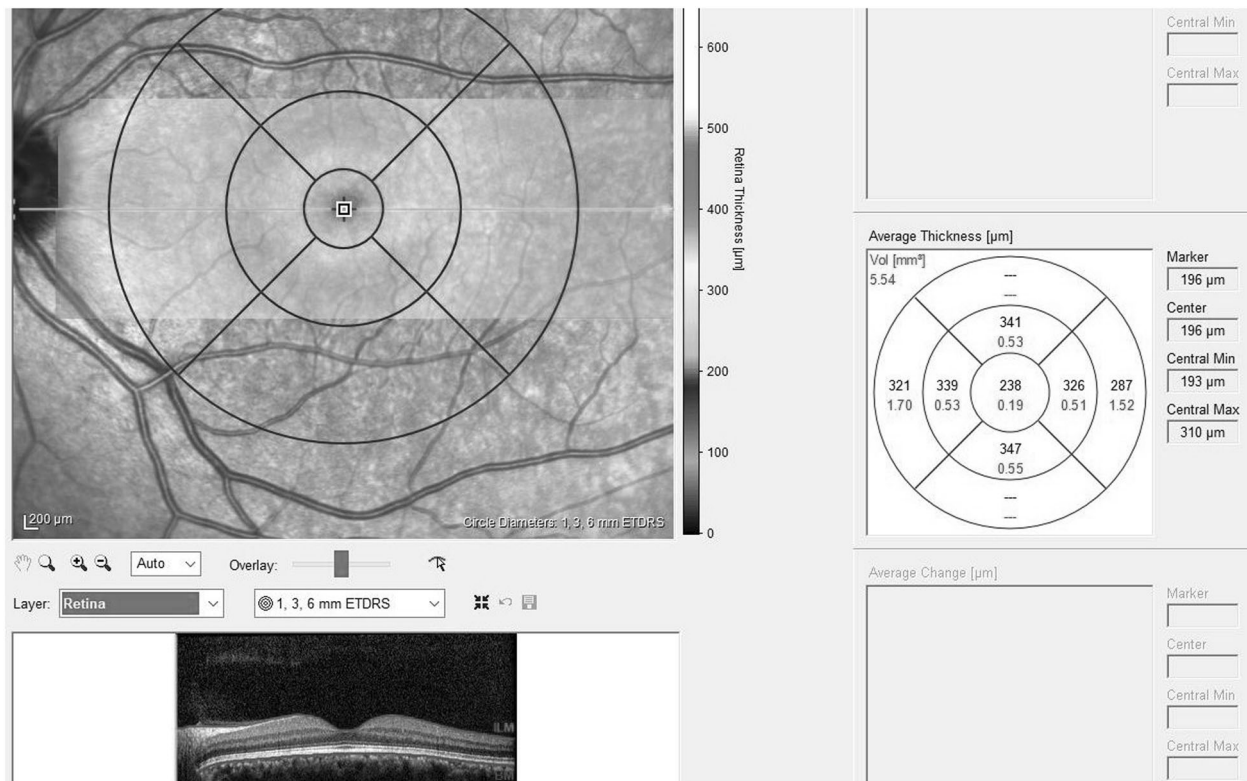 600
500
400
300
200
100
0
Retina Thickness [µm]
200 µm
Circle Diameters: 1, 3, 6 mm ETDRS
Auto
Overlay:
Layer:
Retina
1, 3, 6 mm ETDRS
ILM
BM
Central Min
Central Max
Average Thickness [µm]
Vol [mm³]
5.54
---
---
341
0.53
321
339
238
326
287
1.70
0.53
0.19
0.51
1.52
347
0.55
---
---
Marker
196 µm
Center
196 µm
Central Min
193 µm
Central Max
310 µm
Average Change [µm]
Marker
Center
Central Min
Central Max